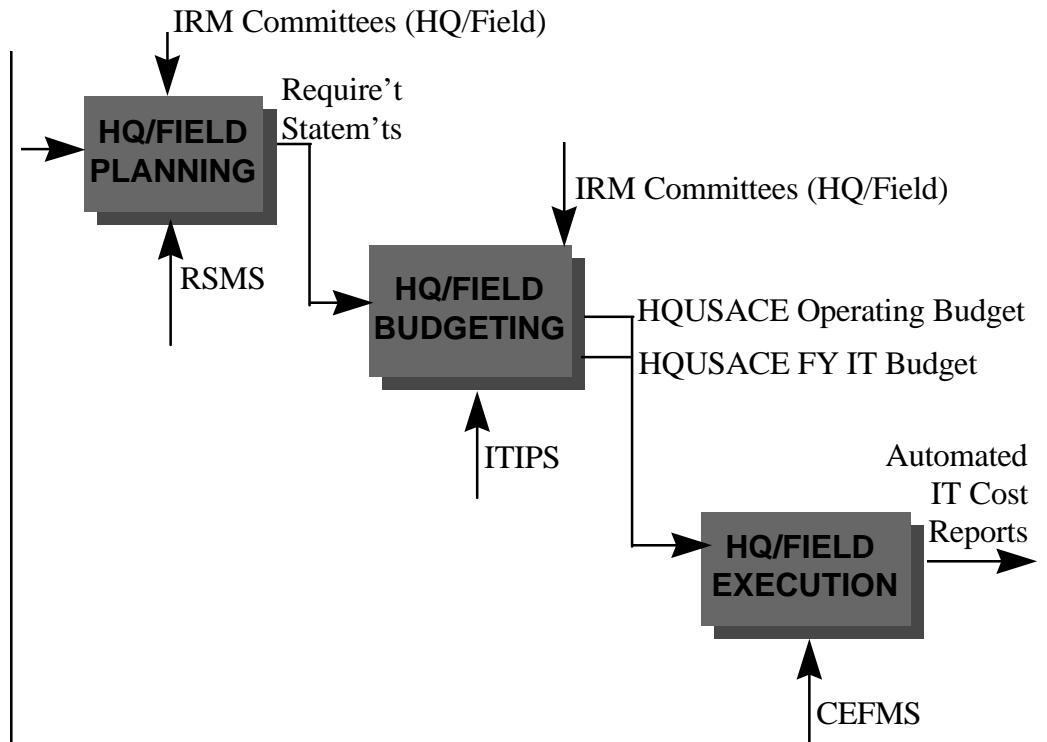 IRM Committees (HQ/Field)
Require't
Statem'ts
HQ/FIELD
PLANNING
RSMS
IRM Committees (HQ/Field)
HQ/FIELD
BUDGETING
HQUSACE Operating Budget
HQUSACE FY IT Budget
ITIPS
Automated
IT Cost
Reports
HQ/FIELD
EXECUTION
CEFMS